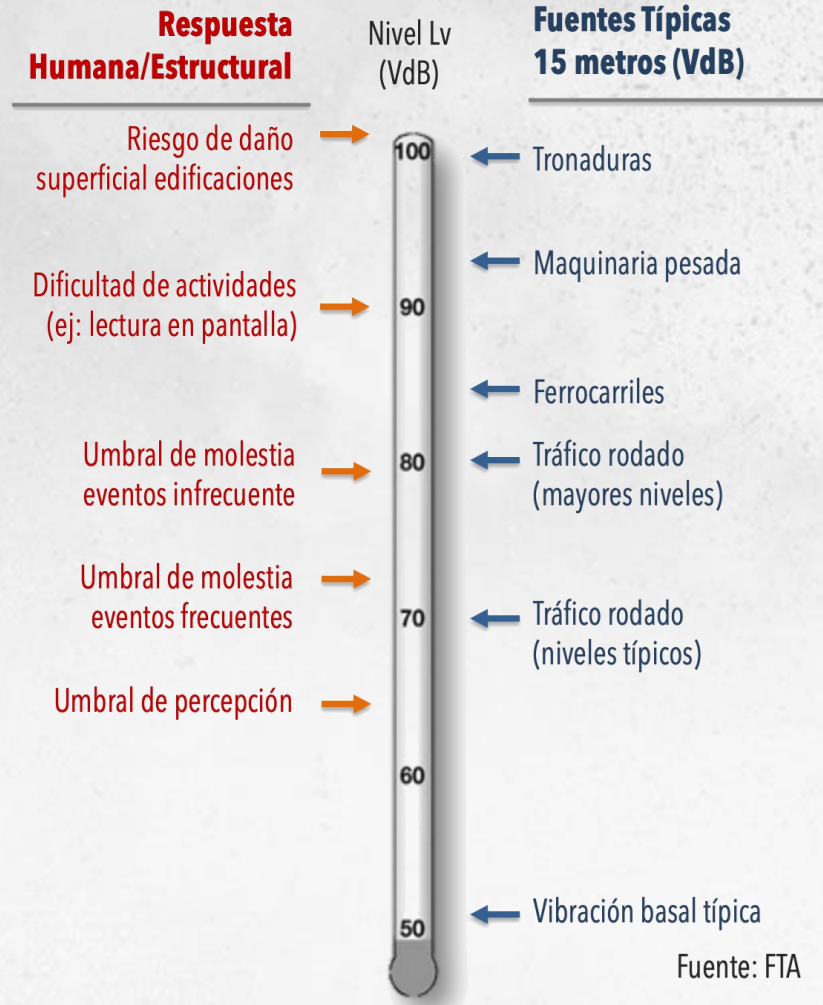 Respuesta
Humana/Estructural
Nivel Lv
(VdB)
Fuentes Típicas
15 metros (VdB)
Riesgo de daño
superficial edificaciones
100
Tronaduras
Maquinaria pesada
Dificultad de actividades
(ej: lectura en pantalla)
90
Ferrocarriles
Umbral de molestia
eventos infrecuente
80
Tráfico rodado
(mayores niveles)
Umbral de molestia
eventos frecuentes
70
Tráfico rodado
(niveles típicos)
Umbral de percepción
60
50
Vibración basal típica
Fuente: FTA